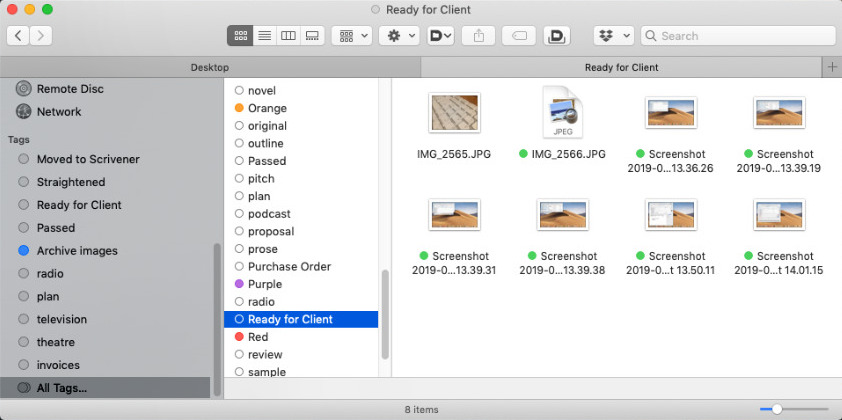 Ready for Client
Search
Desktop
Ready for Client
Remote Disc
Network
Tags
Moved to Scrivener
Straightened
Ready for Client
Passed
Archive images
radio
plan
television
theatre
invoices
All Tags...
novel
Orange
original
outline
Passed
pitch
plan
podcast
proposal
prose
Purchase Order
Purple
radio
Ready for Client
Red
review
sample
JPEG
IMG_2565.JPG
IMG_2566.JPG
Screenshot
2019-0...13.36.26
Screenshot
2019-0...13.39.19
Screenshot
2019-0...13.39.31
Screenshot
2019-0...13.39.38
Screenshot
2019-0...t 13.50.11
Screenshot
2019-0...t 14.01.15
8 items